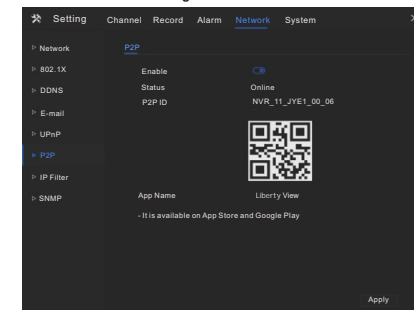 Setting Channel Record Alarm Network System
Network
802.1X
DDNS
E-mail
UPnP
P2P
IP Filter
SNMP
P2P
Enable
Status Online
P2P ID NVR_11_JYE1_00_06
App Name Liberty View
- It is available on App Store and Google Play
Apply